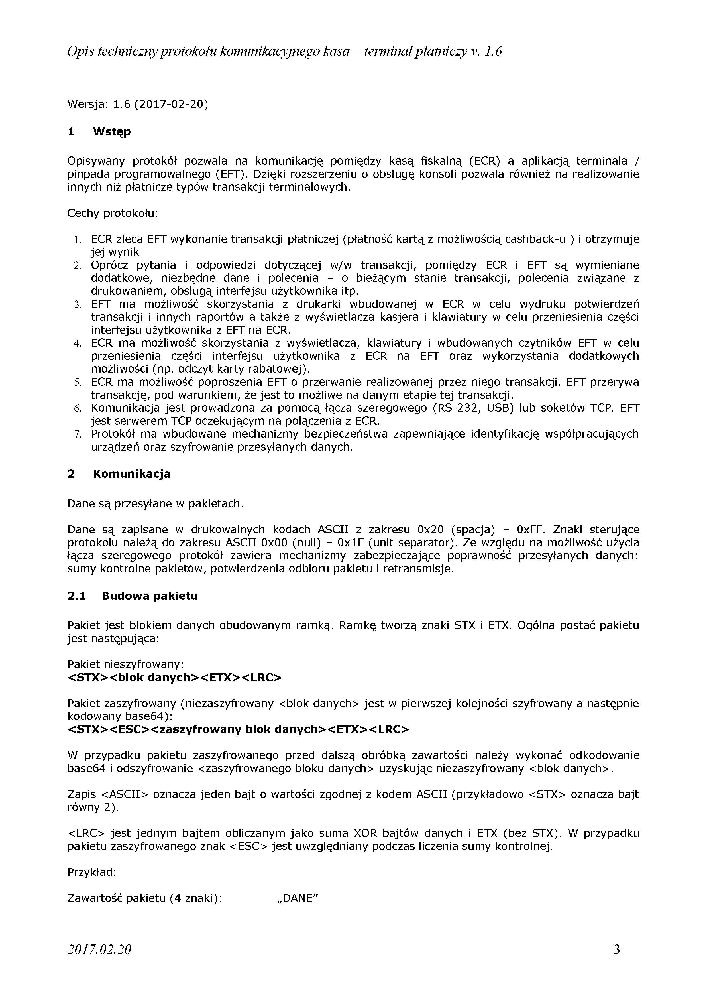 Opis techniczny protokołu komunikacyjnego kasa – terminal płatniczy v. 1.6
Wersja: 1.6 (2017-02-20)
1 Wstęp
Opisywany protokół pozwala na komunikację pomiędzy kasą fiskalną (ECR) a aplikacją terminala /
pinpada programowalnego (EFT). Dzięki rozszerzeniu o obsługę konsoli pozwala również na realizowanie
innych niż płatnicze typów transakcji terminalowych.
Cechy protokołu:
1. ECR zleca EFT wykonanie transakcji płatniczej (płatność kartą z możliwością cashback-u ) i otrzymuje
jej wynik
2. Oprócz pytania i odpowiedzi dotyczącej w/w transakcji, pomiędzy ECR i EFT są wymieniane
dodatkowe, niezbędne dane i polecenia – o bieżącym stanie transakcji, polecenia związane z
drukowaniem, obsługą interfejsu użytkownika itp.
3. EFT ma możliwość skorzystania z drukarki wbudowanej w ECR w celu wydruku potwierdzeń
transakcji i innych raportów a także z wyświetlacza kasjera i klawiatury w celu przeniesienia części
interfejsu użytkownika z EFT na ECR.
4. ECR ma możliwość skorzystania z wyświetlacza, klawiatury i wbudowanych czytników EFT w celu
przeniesienia części interfejsu użytkownika z ECR na EFT oraz wykorzystania dodatkowych
możliwości (np. odczyt karty rabatowej).
5. ECR ma możliwość poproszenia EFT o przerwanie realizowanej przez niego transakcji. EFT przerywa
transakcję, pod warunkiem, że jest to możliwe na danym etapie tej transakcji.
6. Komunikacja jest prowadzona za pomocą łącza szeregowego (RS-232, USB) lub soketów TCP. EFT
jest serwerem TCP oczekującym na połączenia z ECR.
7. Protokół ma wbudowane mechanizmy bezpieczeństwa zapewniające identyfikację współpracujących
urządzeń oraz szyfrowanie przesyłanych danych.
2 Komunikacja
Dane są przesyłane w pakietach.
Dane są zapisane w drukowalnych kodach ASCII z zakresu 0x20 (spacja) – 0xFF. Znaki sterujące
protokołu należą do zakresu ASCII 0x00 (null) – 0x1F (unit separator). Ze względu na możliwość użycia
łącza szeregowego protokół zawiera mechanizmy zabezpieczające poprawność przesyłanych danych:
sumy kontrolne pakietów, potwierdzenia odbioru pakietu i retransmisje.
2.1 Budowa pakietu
Pakiet jest blokiem danych obudowanym ramką. Ramkę tworzą znaki STX i ETX. Ogólna postać pakietu
jest następująca:
Pakiet nieszyfrowany:
<STX><blok danych><ETX><LRC>
Pakiet zaszyfrowany (niezaszyfrowany <blok danych> jest w pierwszej kolejności szyfrowany a następnie
kodowany base64):
<STX><ESC><zaszyfrowany blok danych><ETX><LRC>
W przypadku pakietu zaszyfrowanego przed dalszą obróbką zawartości należy wykonać odkodowanie
base64 i odszyfrowanie <zaszyfrowanego bloku danych> uzyskując niezaszyfrowany <blok danych>.
Zapis <ASCII> oznacza jeden bajt o wartości zgodnej z kodem ASCII (przykładowo <STX> oznacza bajt
równy 2).
<LRC> jest jednym bajtem obliczanym jako suma XOR bajtów danych i ETX (bez STX). W przypadku
pakietu zaszyfrowanego znak <ESC> jest uwzględniany podczas liczenia sumy kontrolnej.
Przykład:
Zawartość pakietu (4 znaki): „DANE”
2017.02.20 3